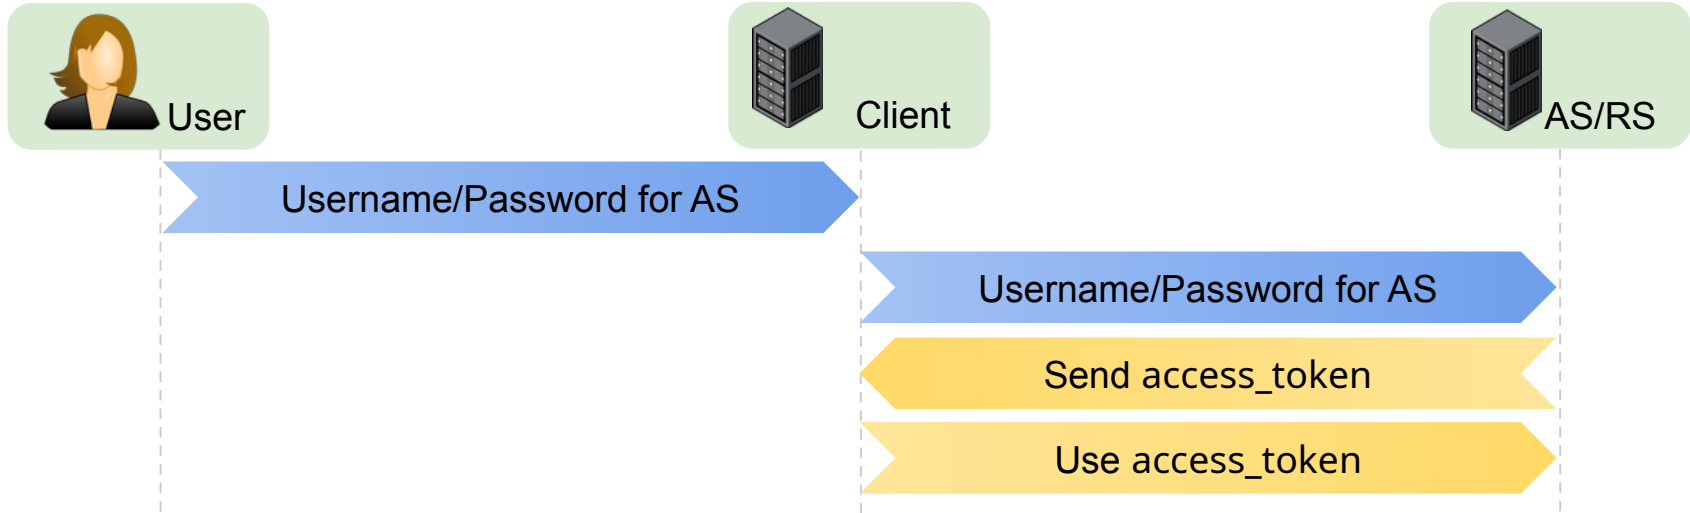 User
Client
AS/RS
Username/Password for AS
Username/Password for AS
Send access_token
Use access_token